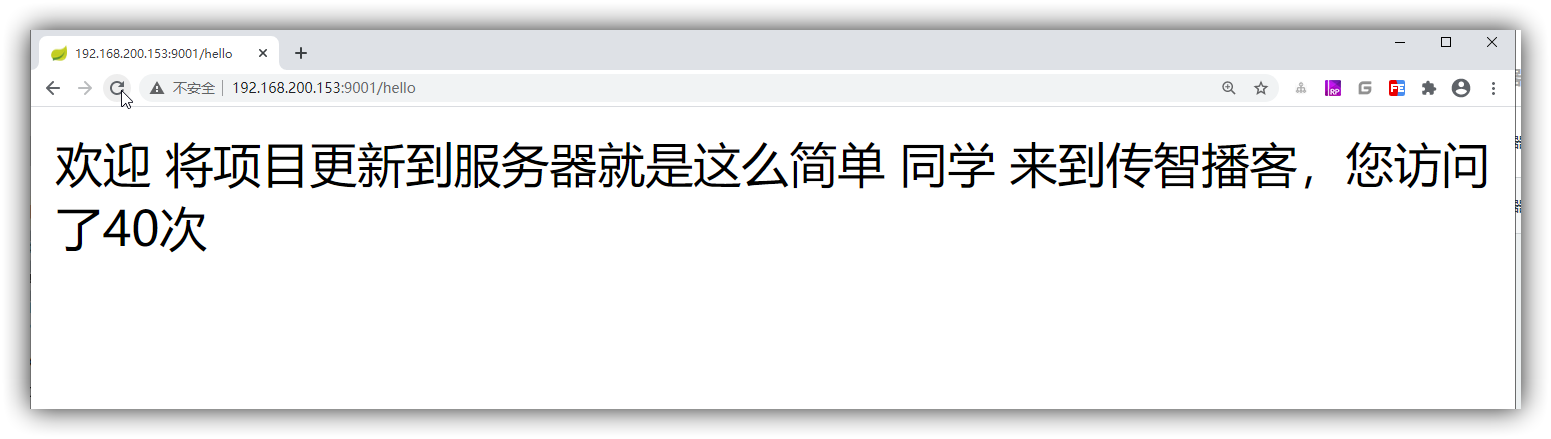 192.168.200.153:9001/hello
不安全 192.168.200.153:9001/hello
欢迎 将项目更新到服务器就是这么简单 同学 来到传智播客，您访问
了40次